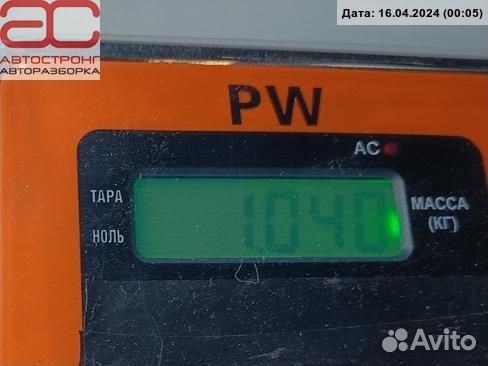 Дата: 16.04.2024 (00:05)
АС
АВТОСТРОНГ
АВТОРАЗБОРКА
PW
AC
ТАРА
НОЛЬ
1.040
МАССА
(КГ)
Avito